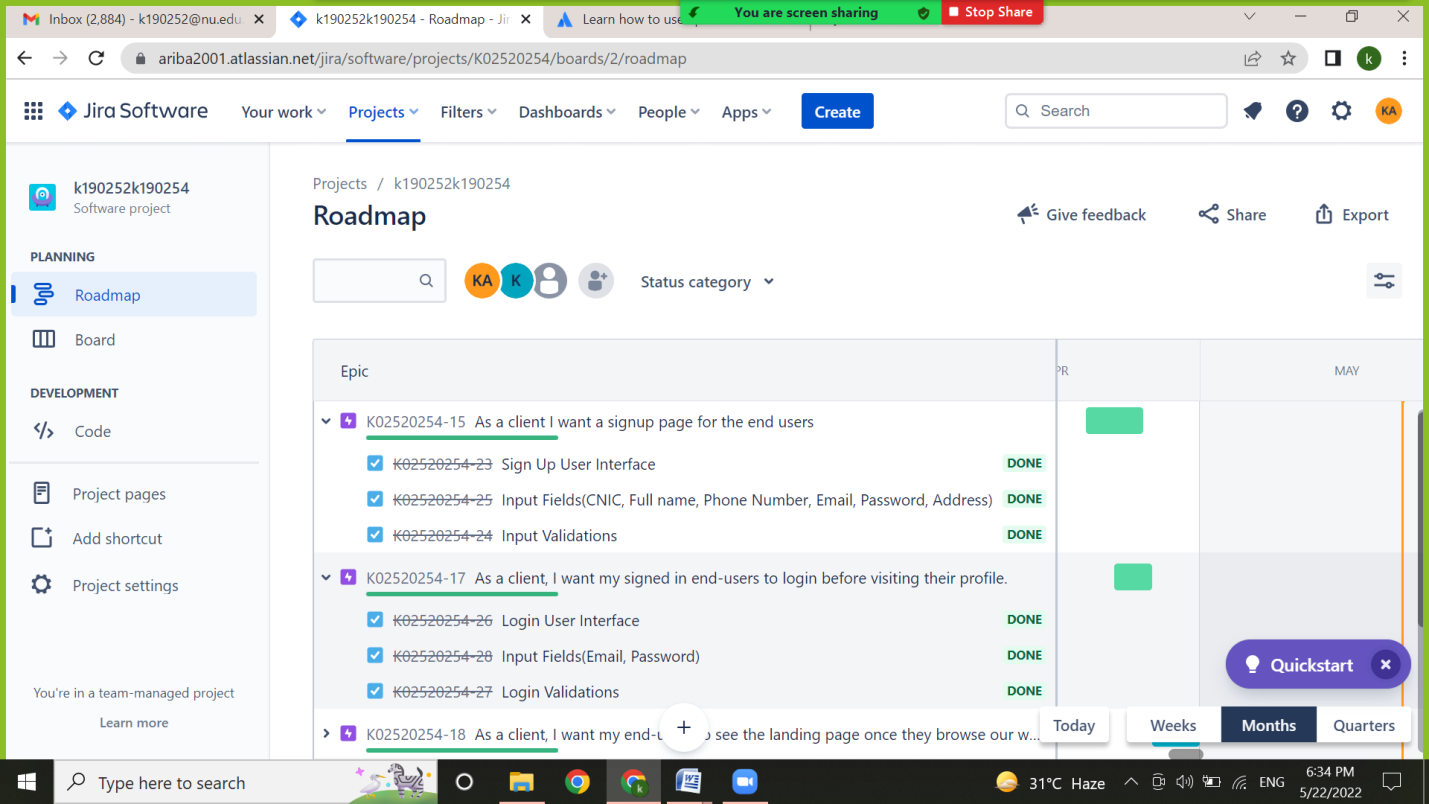 Inbox (2,884) - k190252@nu.edu.
k190252k190254 - Roadmap - Jir
Learn how to use
You are screen sharing
Stop Share
ariba2001.atlassian.net/jira/software/projects/K02520254/boards/2/roadmap
k
Jira Software
Your work
Projects
Filters
Dashboards
People
Apps
Create
Search
KA
k190252k190254
Software project
PLANNING
Roadmap
Board
DEVELOPMENT
Code
Project pages
Add shortcut
Project settings
You're in a team-managed project
Learn more
Projects / k190252k190254
Roadmap
Give feedback
Share
Export
KA
K
Status category
Epic
PR
MAY
K02520254-15 As a client I want a signup page for the end users
K02520254-23 Sign Up User Interface DONE
K02520254-25 Input Fields(CNIC, Full name, Phone Number, Email, Password, Address) DONE
K02520254-24 Input Validations DONE
K02520254-17 As a client, I want my signed in end-users to login before visiting their profile.
K02520254-26 Login User Interface DONE
K02520254-28 Input Fields(Email, Password) DONE
K02520254-27 Login Validations DONE
K02520254-18 As a client, I want my end-u o see the landing page once they browse our w...
Quickstart
Today
Weeks
Months
Quarters
Type here to search
31°C Haze
ENG
6:34 PM
5/22/2022